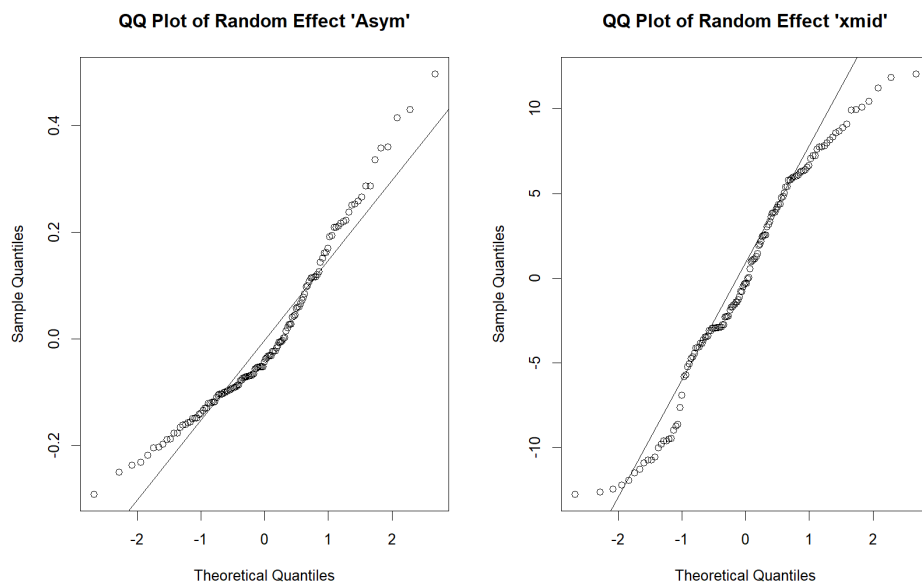 QQ Plot of Random Effect 'Asym'
Sample Quantiles
0.4
0.2
0.0
-0.2
-2 -1 0 1 2
Theoretical Quantiles
QQ Plot of Random Effect 'xmid'
Sample Quantiles
10
5
0
-5
-10
-2 -1 0 1 2
Theoretical Quantiles